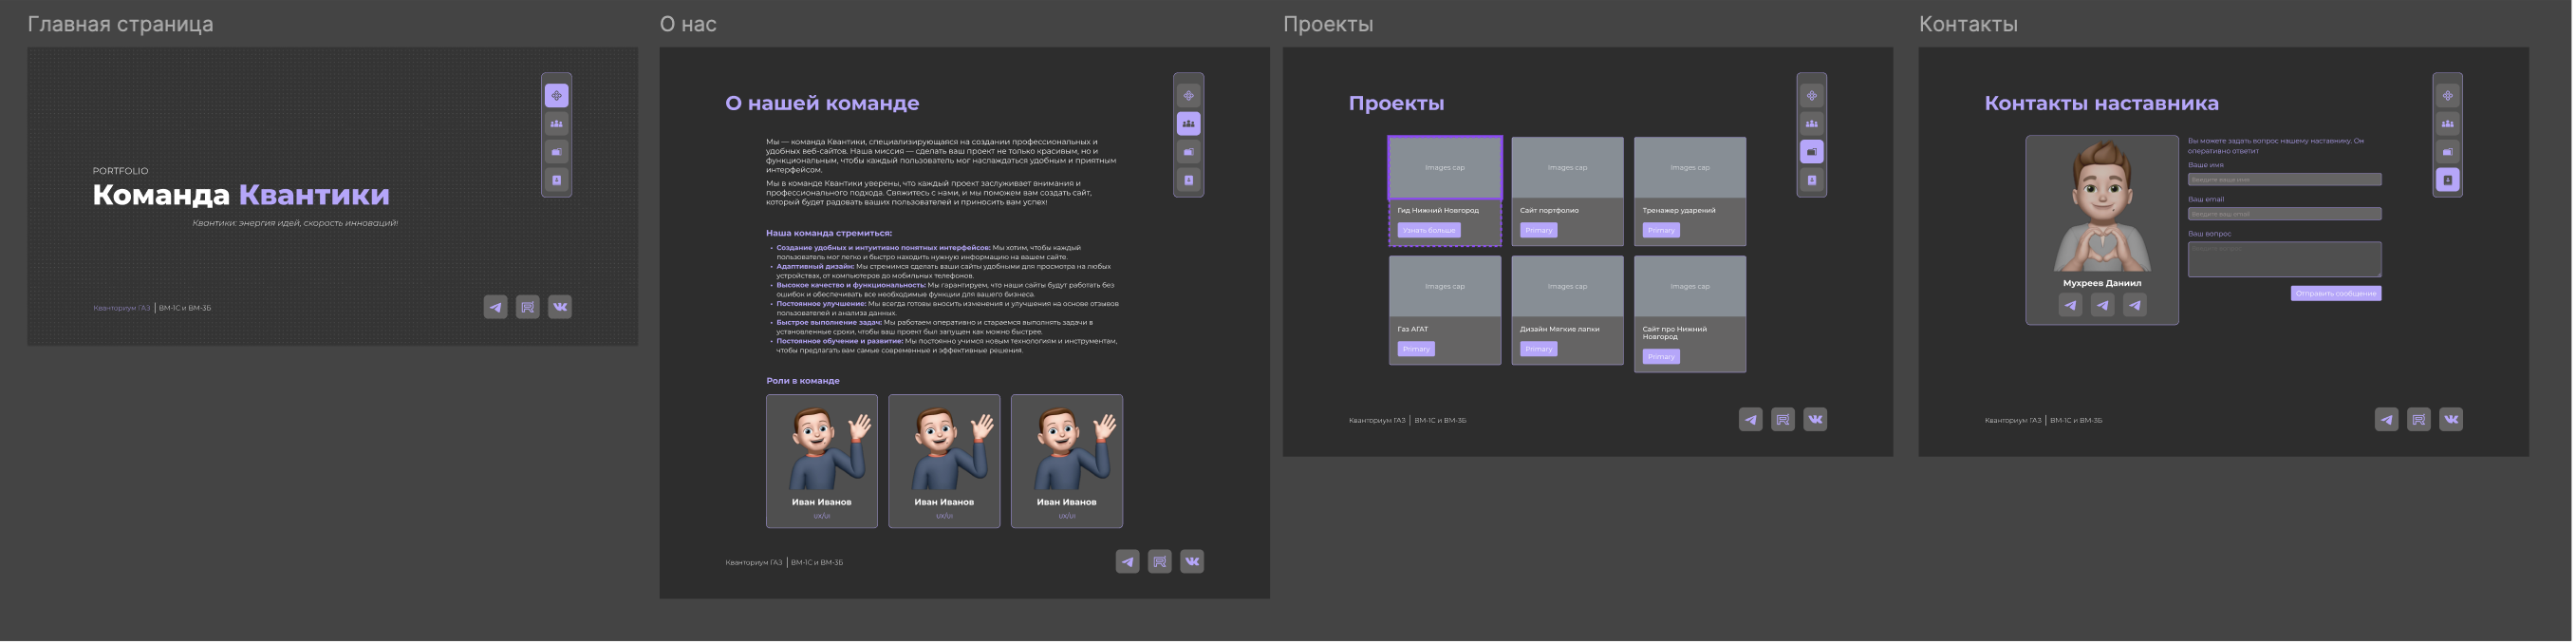 Главная страница
PORTFOLIO
Команда Квантики
Квантики: энергия идей, скорость инноваций!
Кванториум ГАЗ | ВМ-1С и ВМ-3Б
О нас
О нашей команде
Мы — команда Квантики, специализирующаяся на создании профессиональных и
удобных веб-сайтов. Наша миссия — сделать ваш проект не только красивым, но и
функциональным, чтобы каждый пользователь мог наслаждаться удобным и приятным
интерфейсом.
Мы в команде Квантики уверены, что каждый проект заслуживает внимания и
профессионального подхода. Свяжитесь с нами, и мы поможем вам создать сайт,
который будет радовать ваших пользователей и приносить вам успех!
Наша команда стремиться:
• Создание удобных и интуитивно понятных интерфейсов: Мы хотим, чтобы каждый
пользователь мог легко и быстро находить нужную информацию на вашем сайте.
• Адаптивный дизайн: Мы стремимся сделать ваши сайты удобными для просмотра на любых
устройствах, от компьютеров до мобильных телефонов.
• Высокое качество и функциональность: Мы гарантируем, что наши сайты будут работать без
ошибок и обеспечивать все необходимые функции для вашего бизнеса.
• Постоянное улучшение: Мы всегда готовы вносить изменения и улучшения на основе отзывов
пользователей и анализа данных.
• Быстрое выполнение задач: Мы работаем оперативно и стараемся выполнять задачи в
установленные сроки, чтобы ваш проект был запущен как можно быстрее.
• Постоянное обучение и развитие: Мы постоянно учимся новым технологиям и инструментам,
чтобы предлагать вам самые современные и эффективные решения.
Роли в команде
Иван Иванов
UX/UI
Иван Иванов
UX/UI
Иван Иванов
UX/UI
Кванториум ГАЗ | ВМ-1С и ВМ-3Б
Проекты
Проекты
Images cap
Гид Нижний Новгород
Узнать больше
Images cap
Сайт портфолио
Primary
Images cap
Тренажер ударений
Primary
Images cap
Газ АГАТ
Primary
Images cap
Дизайн Мягкие лапки
Primary
Images cap
Сайт про Нижний
Новгород
Primary
Кванториум ГАЗ | ВМ-1С и ВМ-3Б
Контакты
Контакты наставника
Мухреев Даниил
Вы можете задать вопрос нашему наставнику. Он
оперативно ответит
Ваше имя
Введите ваше имя
Ваш email
Введите ваш email
Ваш вопрос
Отправить сообщение
Кванториум ГАЗ | ВМ-1С и ВМ-3Б